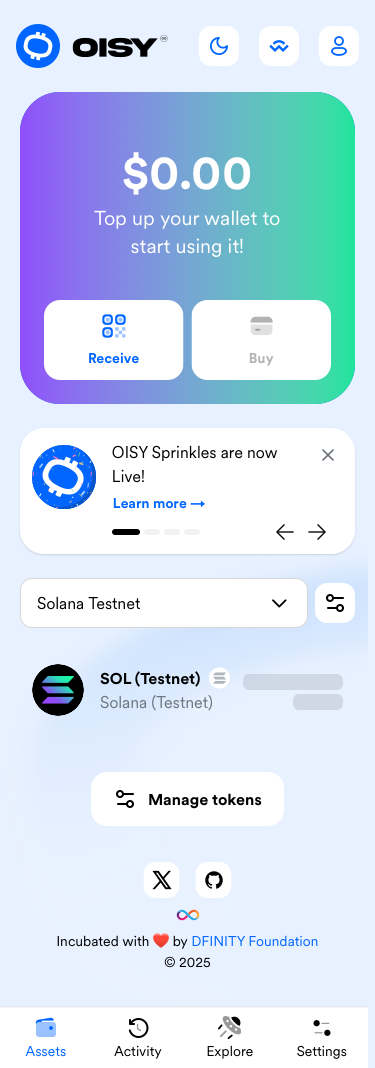 OISY
$0.00
Top up your wallet to
start using it!
Receive
Buy
OISY Sprinkles are now
Live!
Learn more →
Solana Testnet
SOL (Testnet)
Solana (Testnet)
Manage tokens
Incubated with ❤️ by DFINITY Foundation
© 2025
Assets
Activity
Explore
Settings